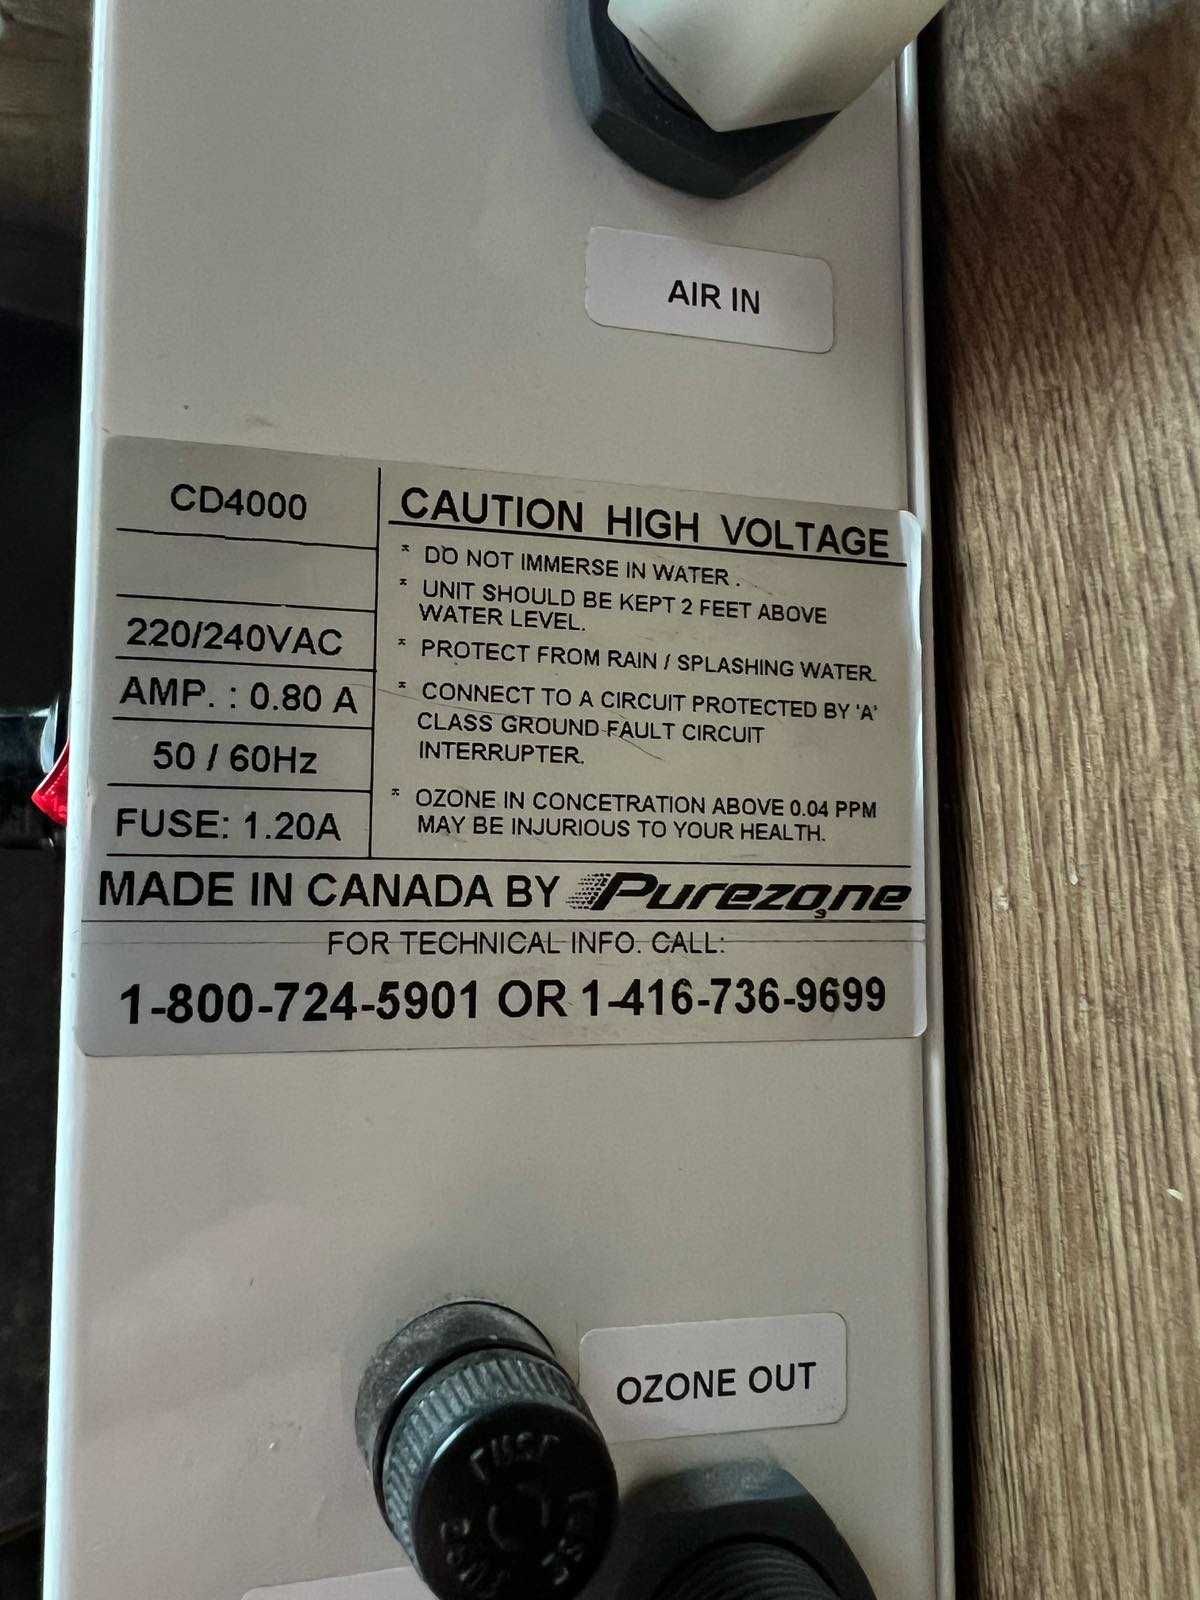 AIR IN
CD4000
220/240VAC
AMP. : 0.80 A
50 / 60Hz
FUSE: 1.20A
CAUTION HIGH VOLTAGE
* DO NOT IMMERSE IN WATER .
* UNIT SHOULD BE KEPT 2 FEET ABOVE
WATER LEVEL.
* PROTECT FROM RAIN / SPLASHING WATER.
* CONNECT TO A CIRCUIT PROTECTED BY 'A'
CLASS GROUND FAULT CIRCUIT
INTERRUPTER.
* OZONE IN CONCETRATION ABOVE 0.04 PPM
MAY BE INJURIOUS TO YOUR HEALTH.
MADE IN CANADA BY Purezo3ne
FOR TECHNICAL INFO. CALL:
1-800-724-5901 OR 1-416-736-9699
OZONE OUT
FUSE